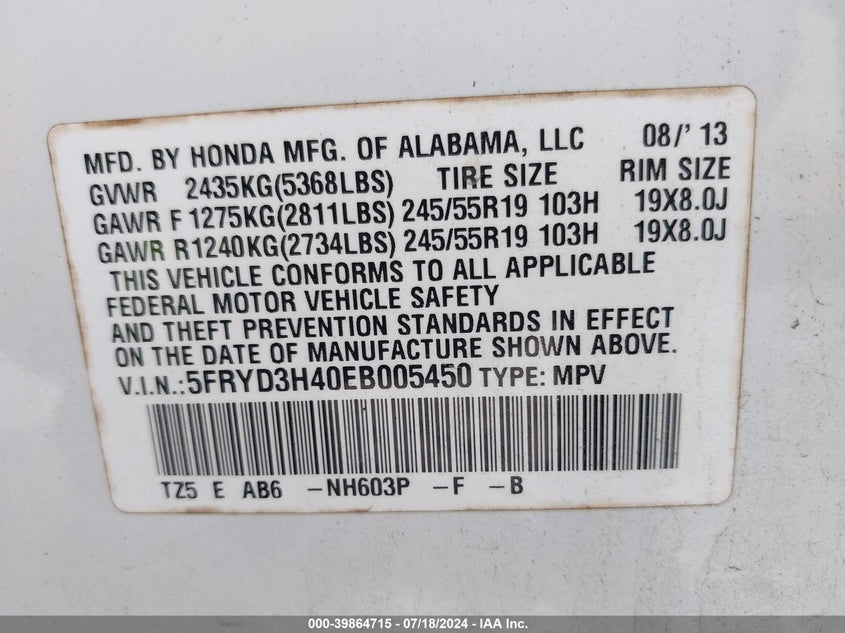 MFD. BY HONDA MFG. OF ALABAMA, LLC 08/' 13
GVWR 2435KG(5368LBS) TIRE SIZE RIM SIZE
GAWR F 1275KG(2811LBS) 245/55R19 103H 19X8.0J
GAWR R1240KG(2734LBS) 245/55R19 103H 19X8.0J
THIS VEHICLE CONFORMS TO ALL APPLICABLE
FEDERAL MOTOR VEHICLE SAFETY
AND THEFT PREVENTION STANDARDS IN EFFECT
ON THE DATE OF MANUFACTURE SHOWN ABOVE.
V.I.N.:5FRYD3H40EB005450 TYPE: MPV
TZ5 E AB6 –NH603P –F –B
000-39864715 - 07/18/2024 - IAA Inc.